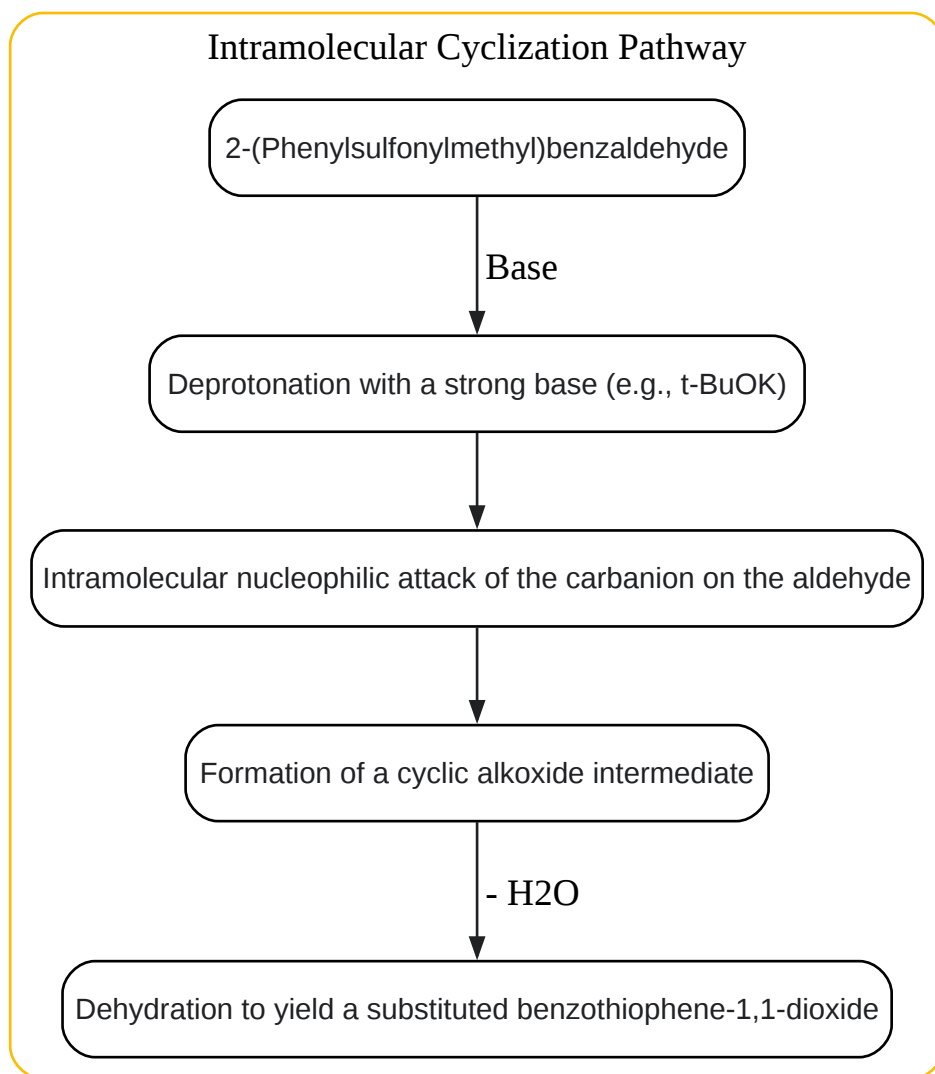 Intramolecular Cyclization Pathway
2-(Phenylsulfonylmethyl)benzaldehyde
Base
Deprotonation with a strong base (e.g., t-BuOK)
Intramolecular nucleophilic attack of the carbanion on the aldehyde
Formation of a cyclic alkoxide intermediate
- H2O
Dehydration to yield a substituted benzothiophene-1,1-dioxide